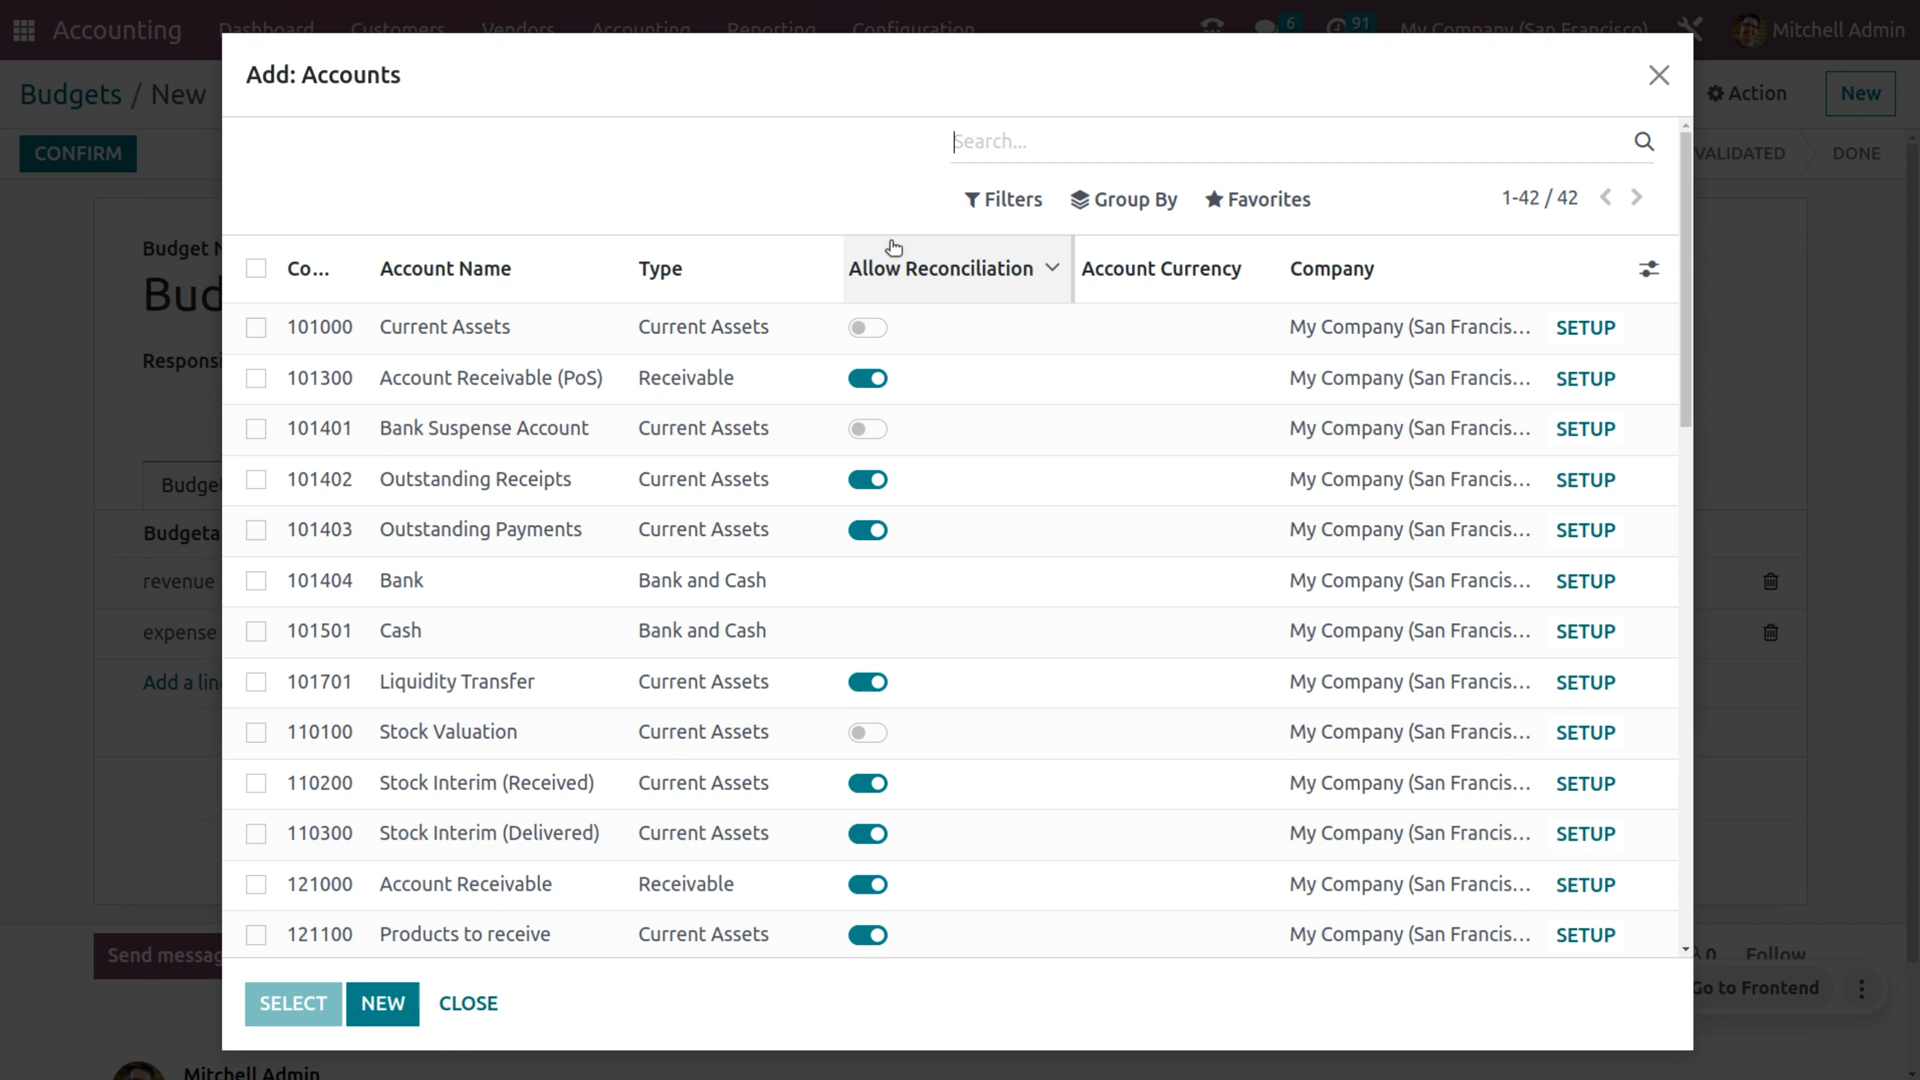 Accounting Dashboard Customers Vendors Accounting Reporting Configuration 6 91 My Company (San Francisco) Mitchell Admin
Add: Accounts
Budgets / New Action New
Search...
CONFIRM VALIDATED DONE
Filters Group By Favorites 1-42 / 42
Budget N
Co... Account Name Type Allow Reconciliation Account Currency Company
Bud
101000 Current Assets Current Assets My Company (San Francis... SETUP
Responsi
101300 Account Receivable (PoS) Receivable My Company (San Francis... SETUP
101401 Bank Suspense Account Current Assets My Company (San Francis... SETUP
Budge
101402 Outstanding Receipts Current Assets My Company (San Francis... SETUP
Budgeta
101403 Outstanding Payments Current Assets My Company (San Francis... SETUP
revenue
101404 Bank Bank and Cash My Company (San Francis... SETUP
expense
101501 Cash Bank and Cash My Company (San Francis... SETUP
Add a lin
101701 Liquidity Transfer Current Assets My Company (San Francis... SETUP
110100 Stock Valuation Current Assets My Company (San Francis... SETUP
110200 Stock Interim (Received) Current Assets My Company (San Francis... SETUP
110300 Stock Interim (Delivered) Current Assets My Company (San Francis... SETUP
121000 Account Receivable Receivable My Company (San Francis... SETUP
121100 Products to receive Current Assets My Company (San Francis... SETUP
Send messag 0 Follow
Go to Frontend
SELECT NEW CLOSE
Mitchell Admin